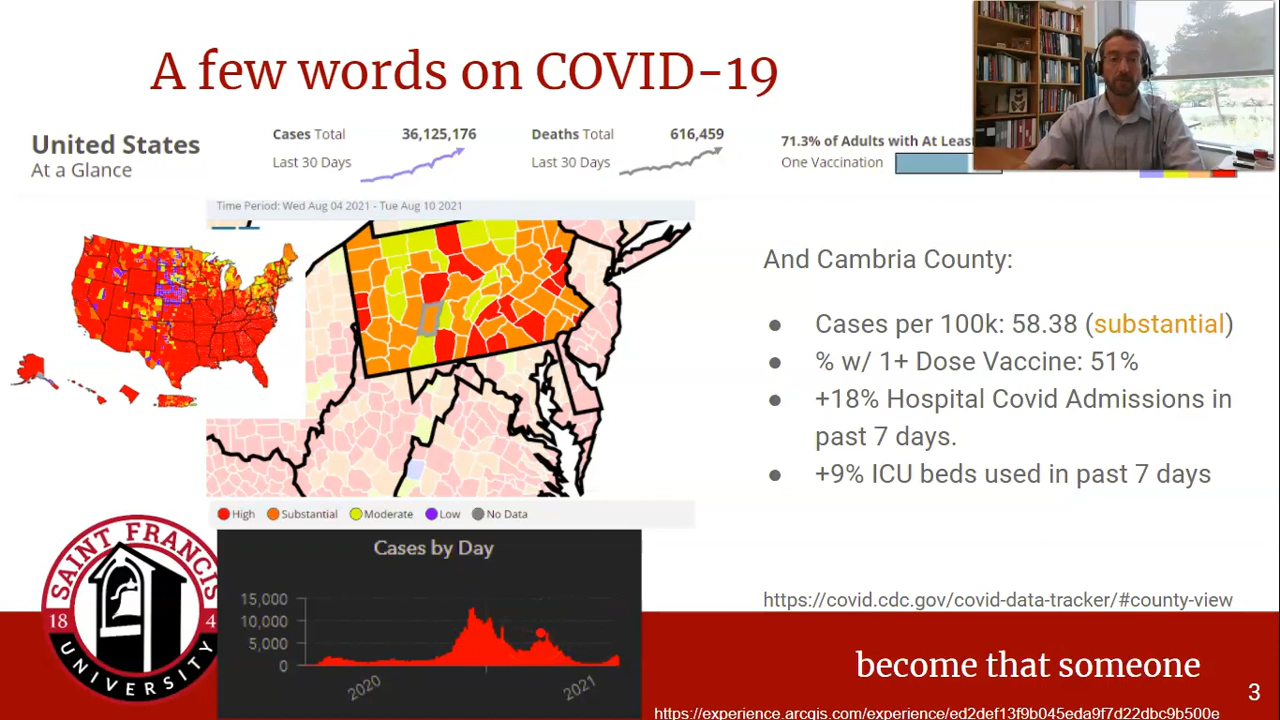 A few words on COVID-19
United States
At a Glance
Cases Total 36,125,176
Last 30 Days
Deaths Total 616,459
Last 30 Days
71.3% of Adults with At Least
One Vaccination
Time Period: Wed Aug 04 2021 - Tue Aug 10 2021
And Cambria County:
● Cases per 100k: 58.38 (substantial)
● % w/ 1+ Dose Vaccine: 51%
● +18% Hospital Covid Admissions in
past 7 days.
● +9% ICU beds used in past 7 days
High Substantial Moderate Low No Data
Cases by Day
15,000
10,000
5,000
0
2020
2021
SAINT FRANCIS
18 4
UNIVERSITY
https://covid.cdc.gov/covid-data-tracker/#county-view
become that someone
3
https://experience.arcgis.com/experience/ed2def13f9b045eda9f7d22dbc9b500e